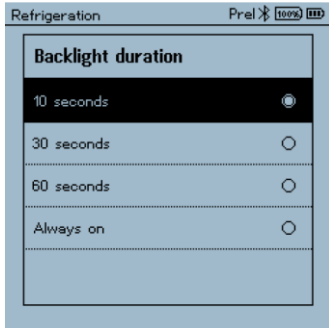 Refrigeration Prel 100%
Backlight duration
10 seconds
30 seconds
60 seconds
Always on